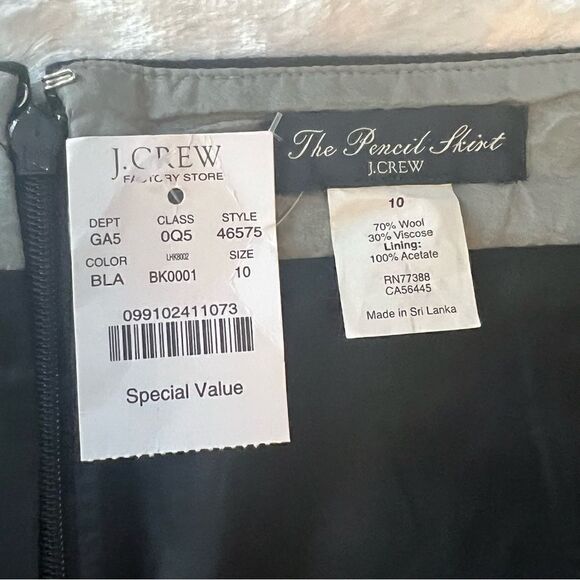 J.CREW
FACTORY STORE
DEPT CLASS STYLE
GA5 0Q5 46575
COLOR LHK8002 SIZE
BLA BK0001 10
099102411073
Special Value
The Pencil Skirt
J.CREW
10
70% Wool
30% Viscose
Lining:
100% Acetate
RN77388
CA56445
Made in Sri Lanka